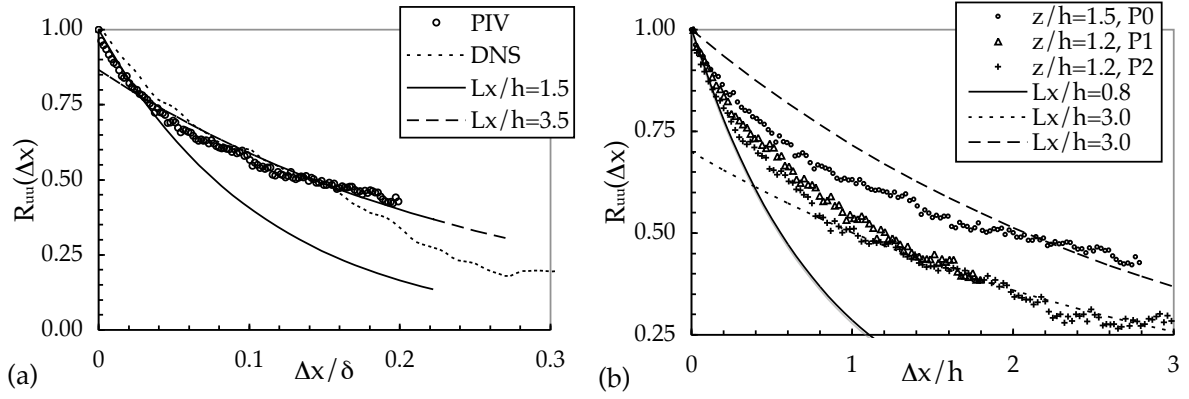 1.00
0.75
0.50
0.25
0.00
R_uu(Δx)
0
0.1
0.2
0.3
Δx/δ
(a)
PIV
DNS
Lx/h=1.5
Lx/h=3.5
1.00
0.75
0.50
0.25
R_uu(Δx)
0
1
2
3
Δx/h
(b)
z/h=1.5, P0
z/h=1.2, P1
z/h=1.2, P2
Lx/h=0.8
Lx/h=3.0
Lx/h=3.0